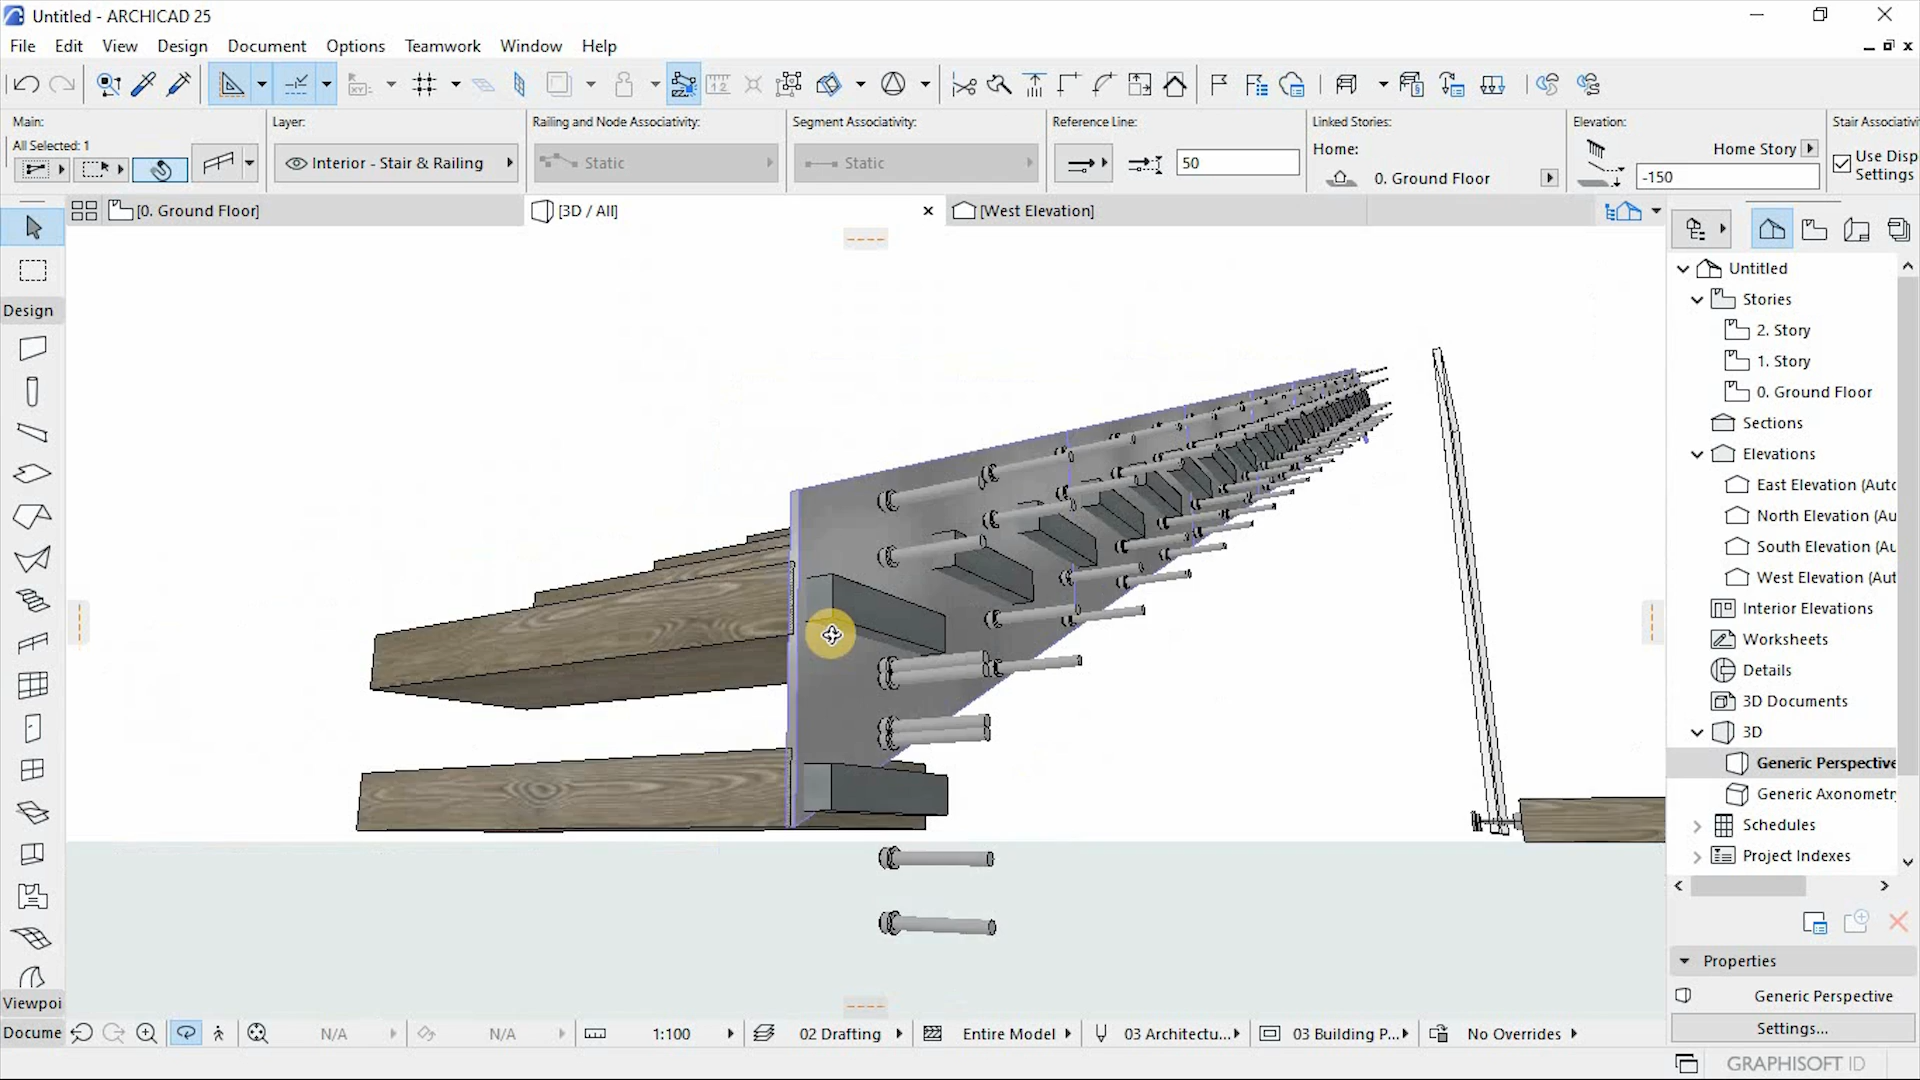 Untitled - ARCHICAD 25
File Edit View Design Document Options Teamwork Window Help
Main:
All Selected: 1
Layer:
Interior - Stair & Railing
Railing and Node Associativity:
Static
Segment Associativity:
Static
Reference Line:
50
Linked Stories:
Home:
0. Ground Floor
Elevation:
Home Story
-150
Stair Associativi
Use Disp
Settings
[0. Ground Floor]
[3D / All]
[West Elevation]
Design
Viewpoi
Docume
Untitled
Stories
2. Story
1. Story
0. Ground Floor
Sections
Elevations
East Elevation (Auto
North Elevation (Au
South Elevation (Au
West Elevation (Aut
Interior Elevations
Worksheets
Details
3D Documents
3D
Generic Perspective
Generic Axonometr
Schedules
Project Indexes
Properties
Generic Perspective
Settings...
N/A
N/A
1:100
02 Drafting
Entire Model
03 Architectu...
03 Building P...
No Overrides
GRAPHISOFT ID